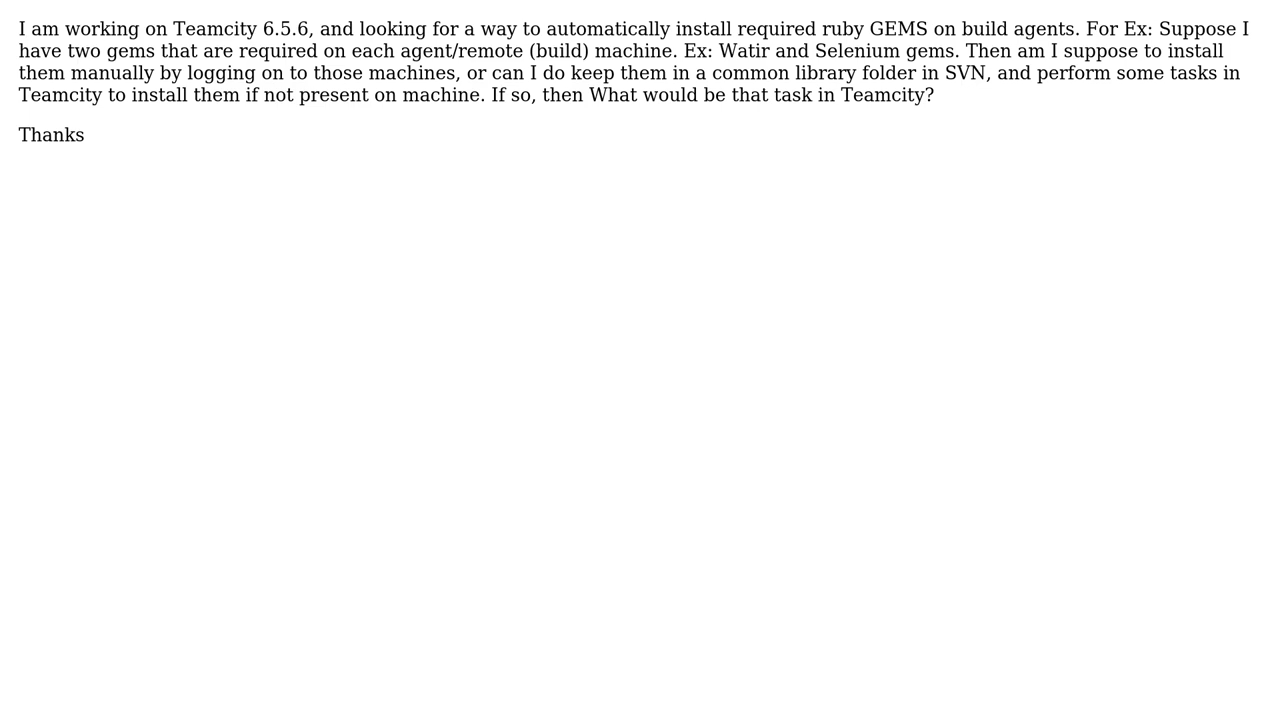 I am working on Teamcity 6.5.6, and looking for a way to automatically install required ruby GEMS on build agents. For Ex: Suppose I
have two gems that are required on each agent/remote (build) machine. Ex: Watir and Selenium gems. Then am I suppose to install
them manually by logging on to those machines, or can I do keep them in a common library folder in SVN, and perform some tasks in
Teamcity to install them if not present on machine. If so, then What would be that task in Teamcity?
Thanks